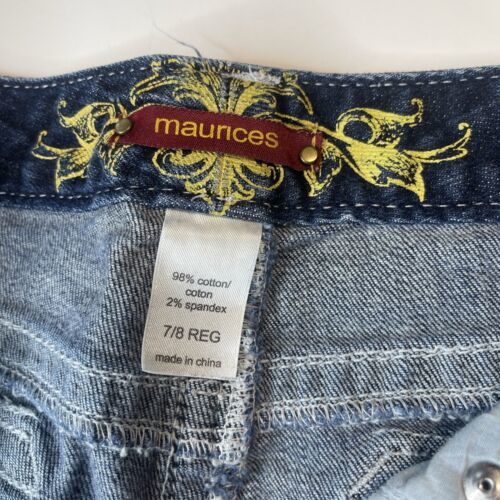 maurices
98% cotton/
coton
2% spandex
7/8 REG
made in china